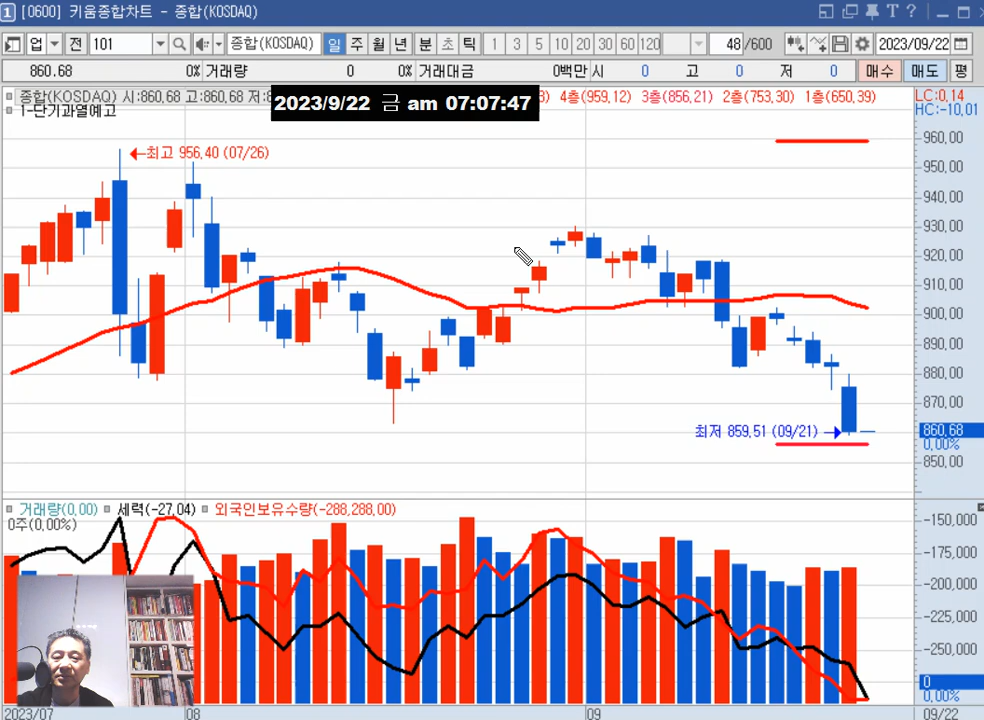 1 [0600] 키움종합차트 - 종합(KOSDAQ)
업 전 101 종합(KOSDAQ) 일 주 월 년 분 초 틱 1 3 5 10 20 30 60 120 48 /600 2023/09/22
860.68 0% 거래량 0 0% 거래대금 0백만 시 0 고 0 저 0 매수 매도 평
종합(KOSDAQ) 시:860.68 고:860.68 저:8
4층(959,12) 3층(856,21) 2층(753,30) 1층(650,39)
LC:0.14
HC:-10.01
2023/9/22 금 am 07:07:47
1-단기과열예고
최고 956,40 (07/26)
960,00
950,00
940,00
930,00
920,00
910,00
900,00
890,00
880,00
870,00
최저 859,51 (09/21)
860,68
0,00%
850,00
거래량(0,00) 세력(-27,04) 외국인보유수량(-288,288,00)
0주(0,00%)
-150,000
-175,000
-200,000
-225,000
-250,000
0
0,00%
2023/07 08 09 09/22